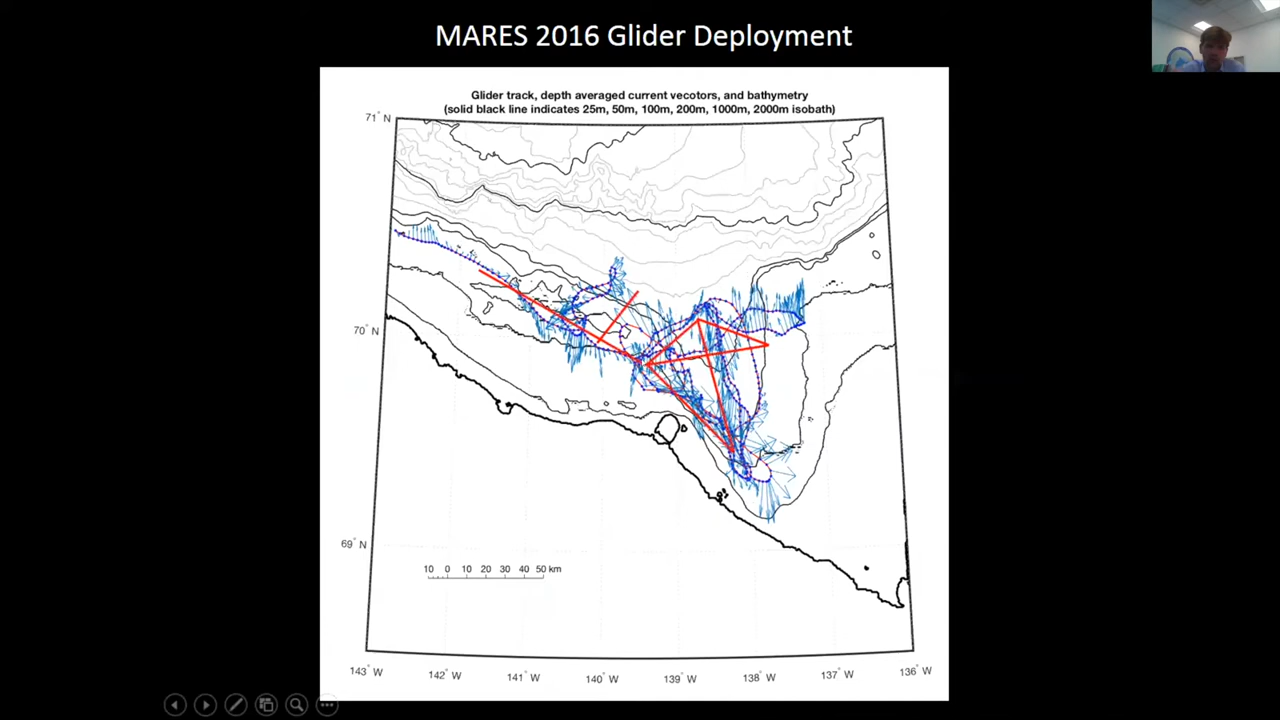 MARES 2016 Glider Deployment
Glider track, depth averaged current vecotors, and bathymetry
(solid black line indicates 25m, 50m, 100m, 200m, 1000m, 2000m isobath)
71° N
70° N
69° N
10 0 10 20 30 40 50 km
143° W 142° W 141° W 140° W 139° W 138° W 137° W 136° W